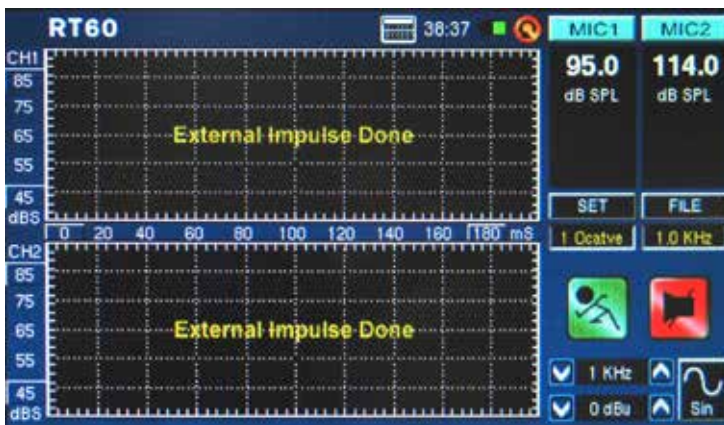 RT60
38:37
MIC1 MIC2
CH1
85
75
65
55
45
dBS
External Impulse Done
95.0 114.0
dB SPL dB SPL
SET FILE
1 Ocatve 1.0 KHz
0 20 40 60 80 100 120 140 160 180 mS
CH2
85
75
65
55
45
dBS
External Impulse Done
1 KHz
0 dBu
Sin